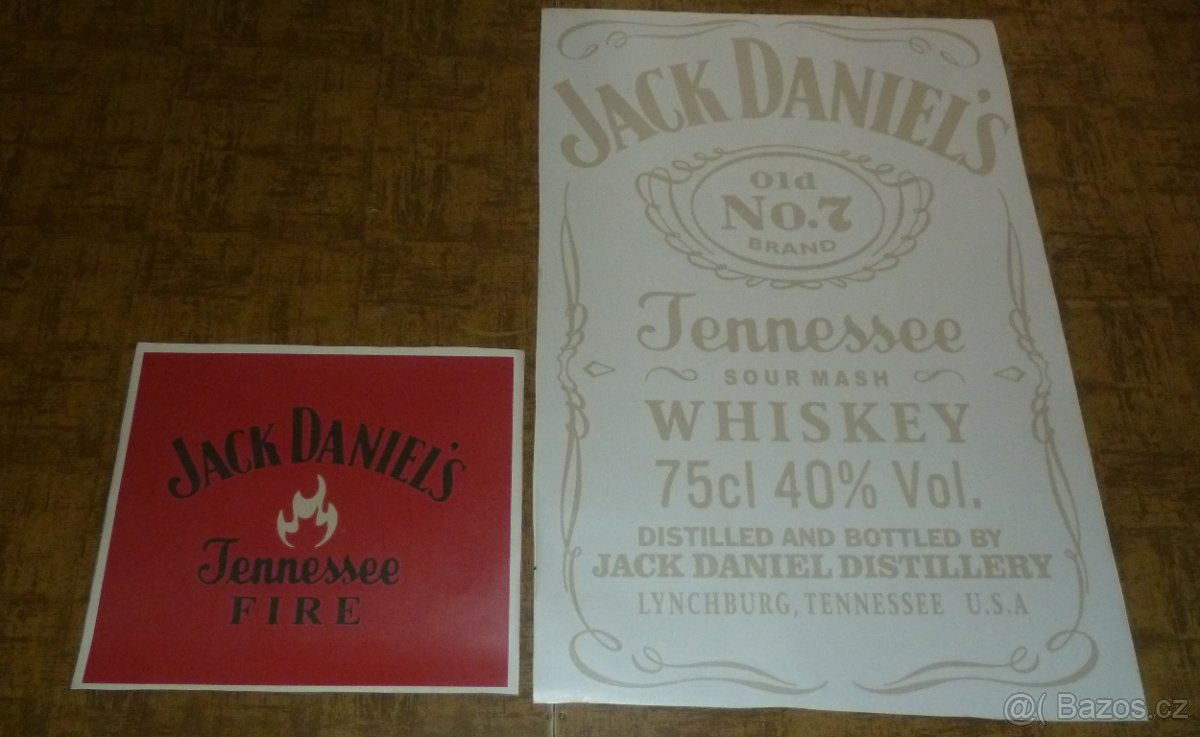 JACK DANIEL'S
Tennessee
FIRE
JACK DANIEL'S
Old
No.7
BRAND
Tennessee
SOUR MASH
WHISKEY
75cl 40% Vol.
DISTILLED AND BOTTLED BY
JACK DANIEL DISTILLERY
LYNCHBURG, TENNESSEE U.S.A
@( Bazos.cz